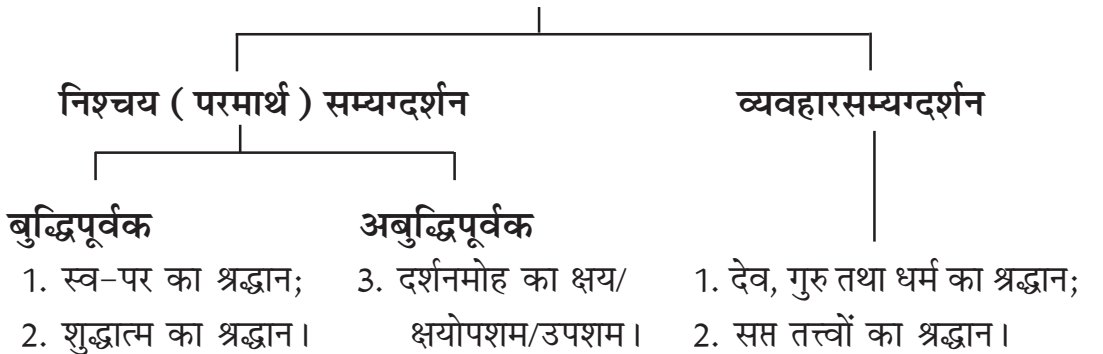 निश्चय ( परमार्थ ) सम्यग्दर्शन
व्यवहारसम्यग्दर्शन
बुद्धिपूर्वक
1. स्व-पर का श्रद्धान;
2. शुद्धात्म का श्रद्धान।
अबुद्धिपूर्वक
3. दर्शनमोह का क्षय/
क्षयोपशम/उपशम।
1. देव, गुरु तथा धर्म का श्रद्धान;
2. सप्त तत्त्वों का श्रद्धान।